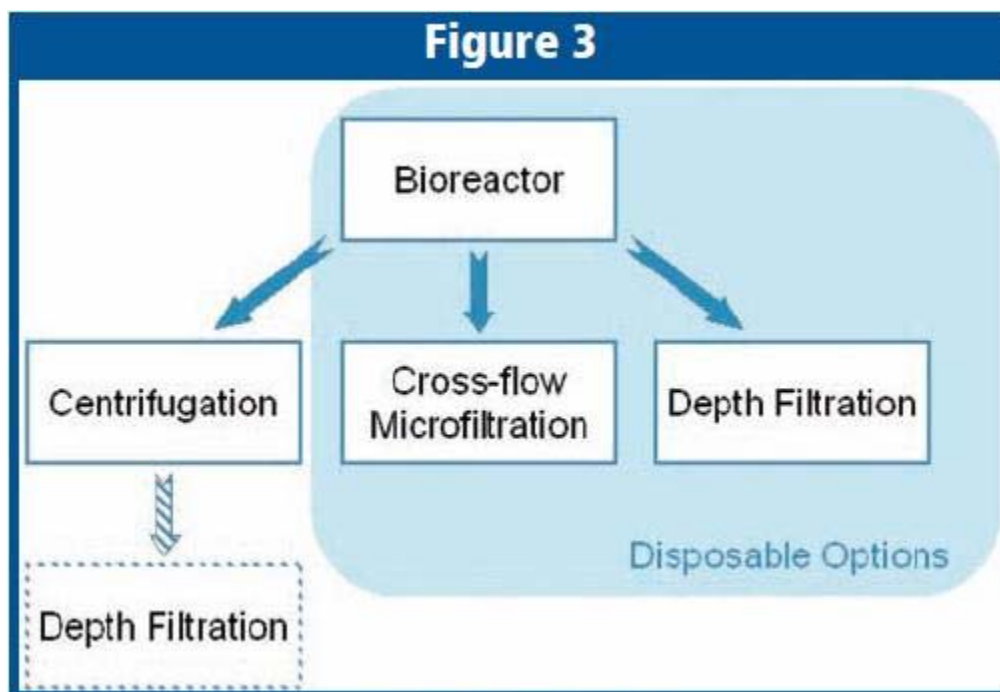 Figure 3
Bioreactor
Centrifugation
Cross-flow
Microfiltration
Depth Filtration
Disposable Options
Depth Filtration